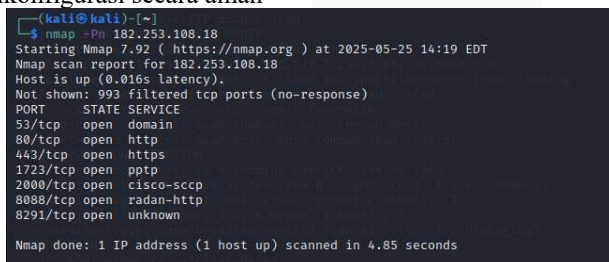 nkonfigurasi secara aman
(kali㉿kali)-[~]
$ nmap -Pn 182.253.108.18
Starting Nmap 7.92 ( https://nmap.org ) at 2025-05-25 14:19 EDT
Nmap scan report for 182.253.108.18
Host is up (0.016s latency).
Not shown: 993 filtered tcp ports (no-response)
PORT     STATE SERVICE
53/tcp   open  domain
80/tcp   open  http
443/tcp  open  https
1723/tcp open  pptp
2000/tcp open  cisco-sccp
8088/tcp open  radan-http
8291/tcp open  unknown
Nmap done: 1 IP address (1 host up) scanned in 4.85 seconds